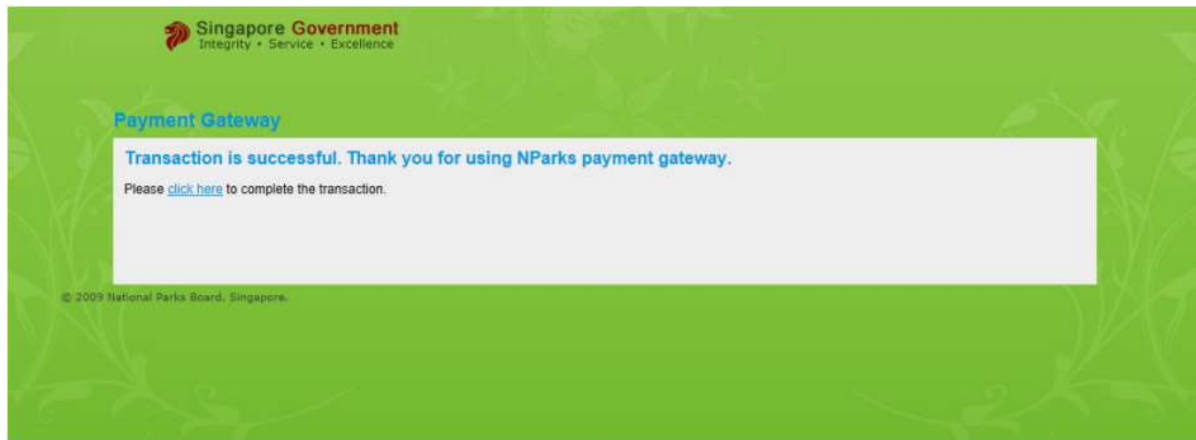 Singapore Government
Integrity • Service • Excellence
Payment Gateway
Transaction is successful. Thank you for using NParks payment gateway.
Please click here to complete the transaction.
© 2009 National Parks Board, Singapore.